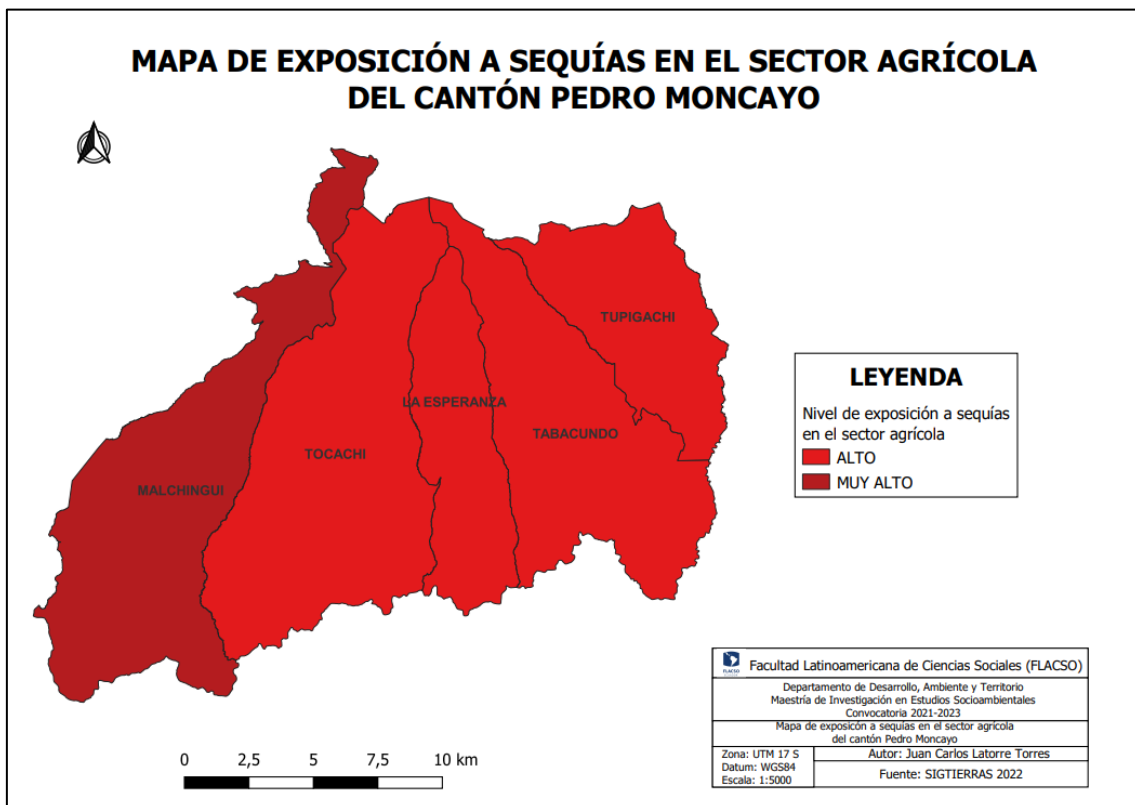 MAPA DE EXPOSICIÓN A SEQUÍAS EN EL SECTOR AGRÍCOLA
DEL CANTÓN PEDRO MONCAYO
TUPIGACHI
LA ESPERANZA
TABACUNDO
TOCACHI
MALCHINGUI
LEYENDA
Nivel de exposición a sequías
en el sector agrícola
ALTO
MUY ALTO
0 2,5 5 7,5 10 km
FLACSO
Facultad Latinoamericana de Ciencias Sociales (FLACSO)
Departamento de Desarrollo, Ambiente y Territorio
Maestría de Investigación en Estudios Socioambientales
Convocatoria 2021-2023
Mapa de exposición a sequías en el sector agrícola
del cantón Pedro Moncayo
Zona: UTM 17 S
Datum: WGS84
Escala: 1:5000
Autor: Juan Carlos Latorre Torres
Fuente: SIGTIERRAS 2022